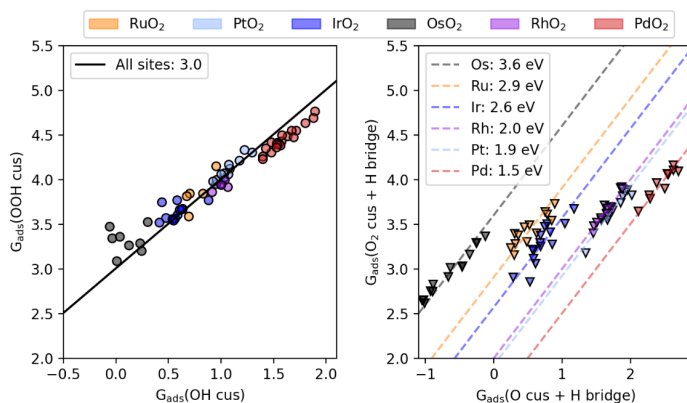 RuO₂ PtO₂ IrO₂ OsO₂ RhO₂ PdO₂
All sites: 3.0
5.5
5.0
4.5
4.0
3.5
3.0
2.5
2.0
−0.5 0.0 0.5 1.0 1.5 2.0
G_ads(OH cus)
G_ads(OOH cus)
Os: 3.6 eV
Ru: 2.9 eV
Ir: 2.6 eV
Rh: 2.0 eV
Pt: 1.9 eV
Pd: 1.5 eV
5.5
5.0
4.5
4.0
3.5
3.0
2.5
2.0
−1 0 1 2
G_ads(O cus + H bridge)
G_ads(O₂ cus + H bridge)